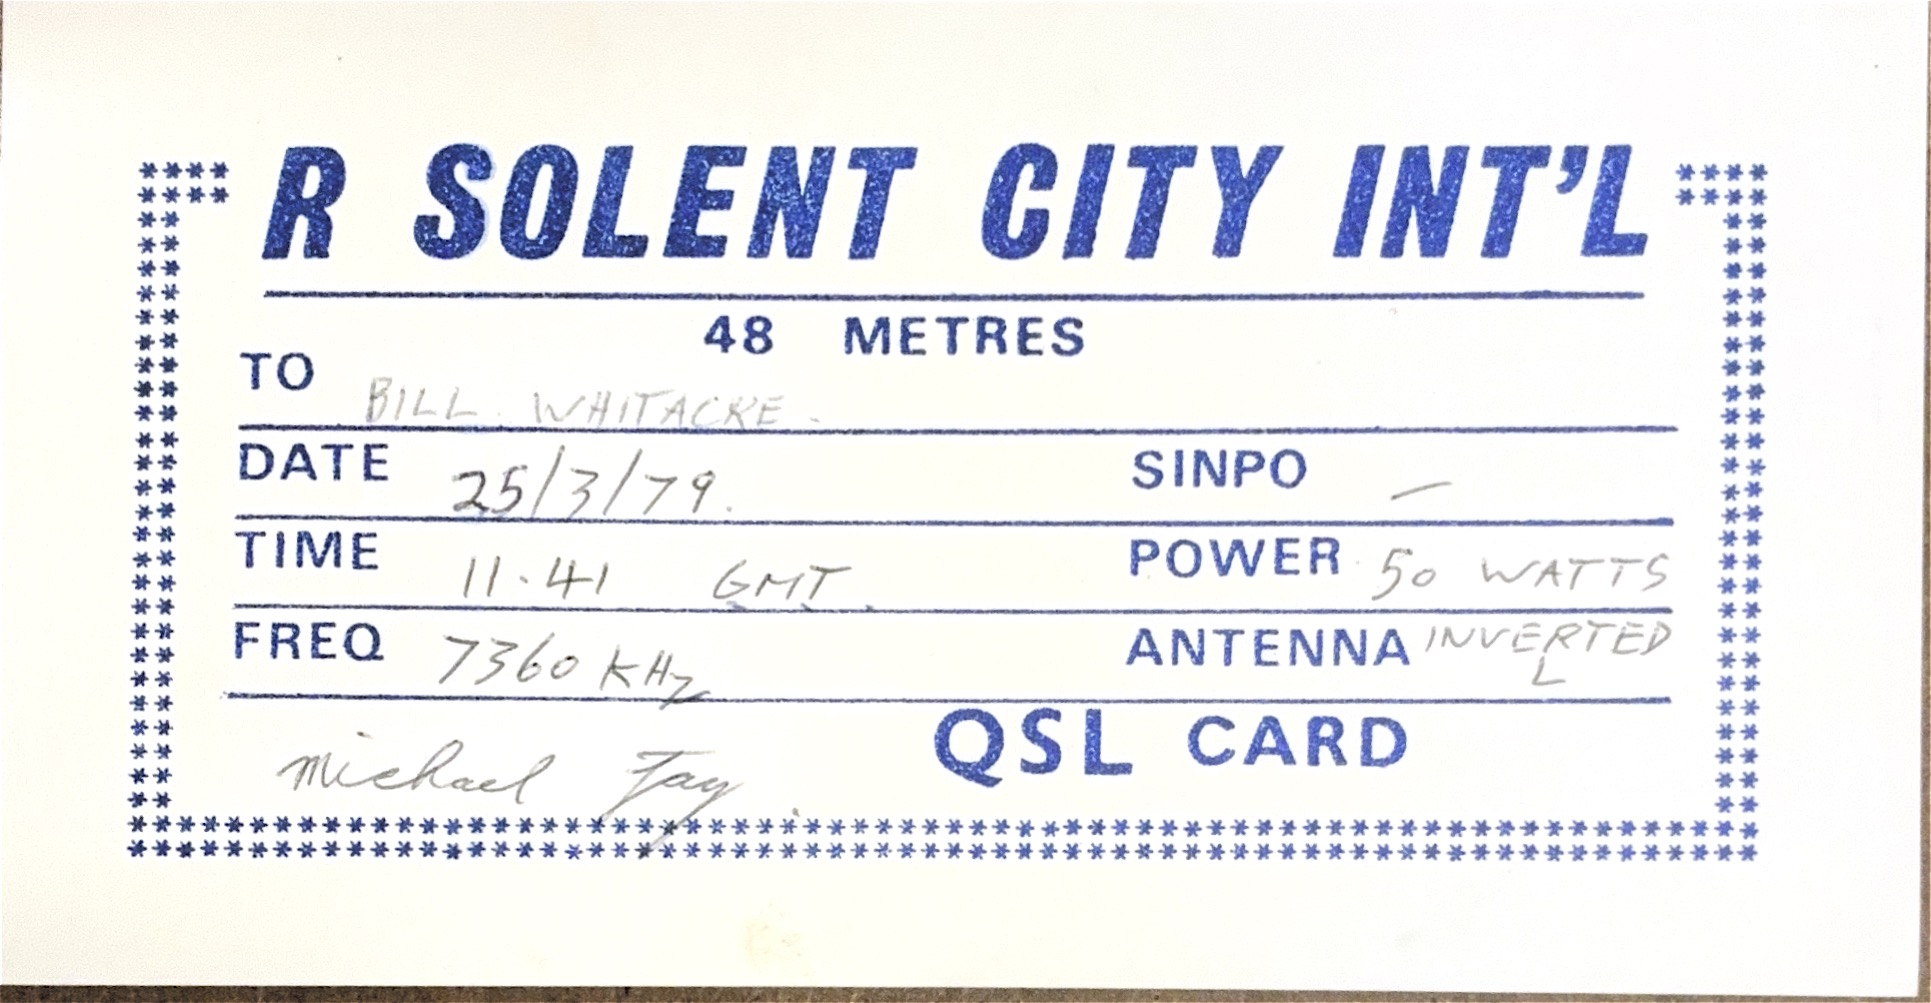 R SOLENT CITY INT'L
48 METRES
TO BILL. WHITACRE.
DATE 25/3/79. SINPO —
TIME 11.41 GMT. POWER 50 WATTS
FREQ 7360 KHz ANTENNA INVERTED
L
Michael Jay. QSL CARD